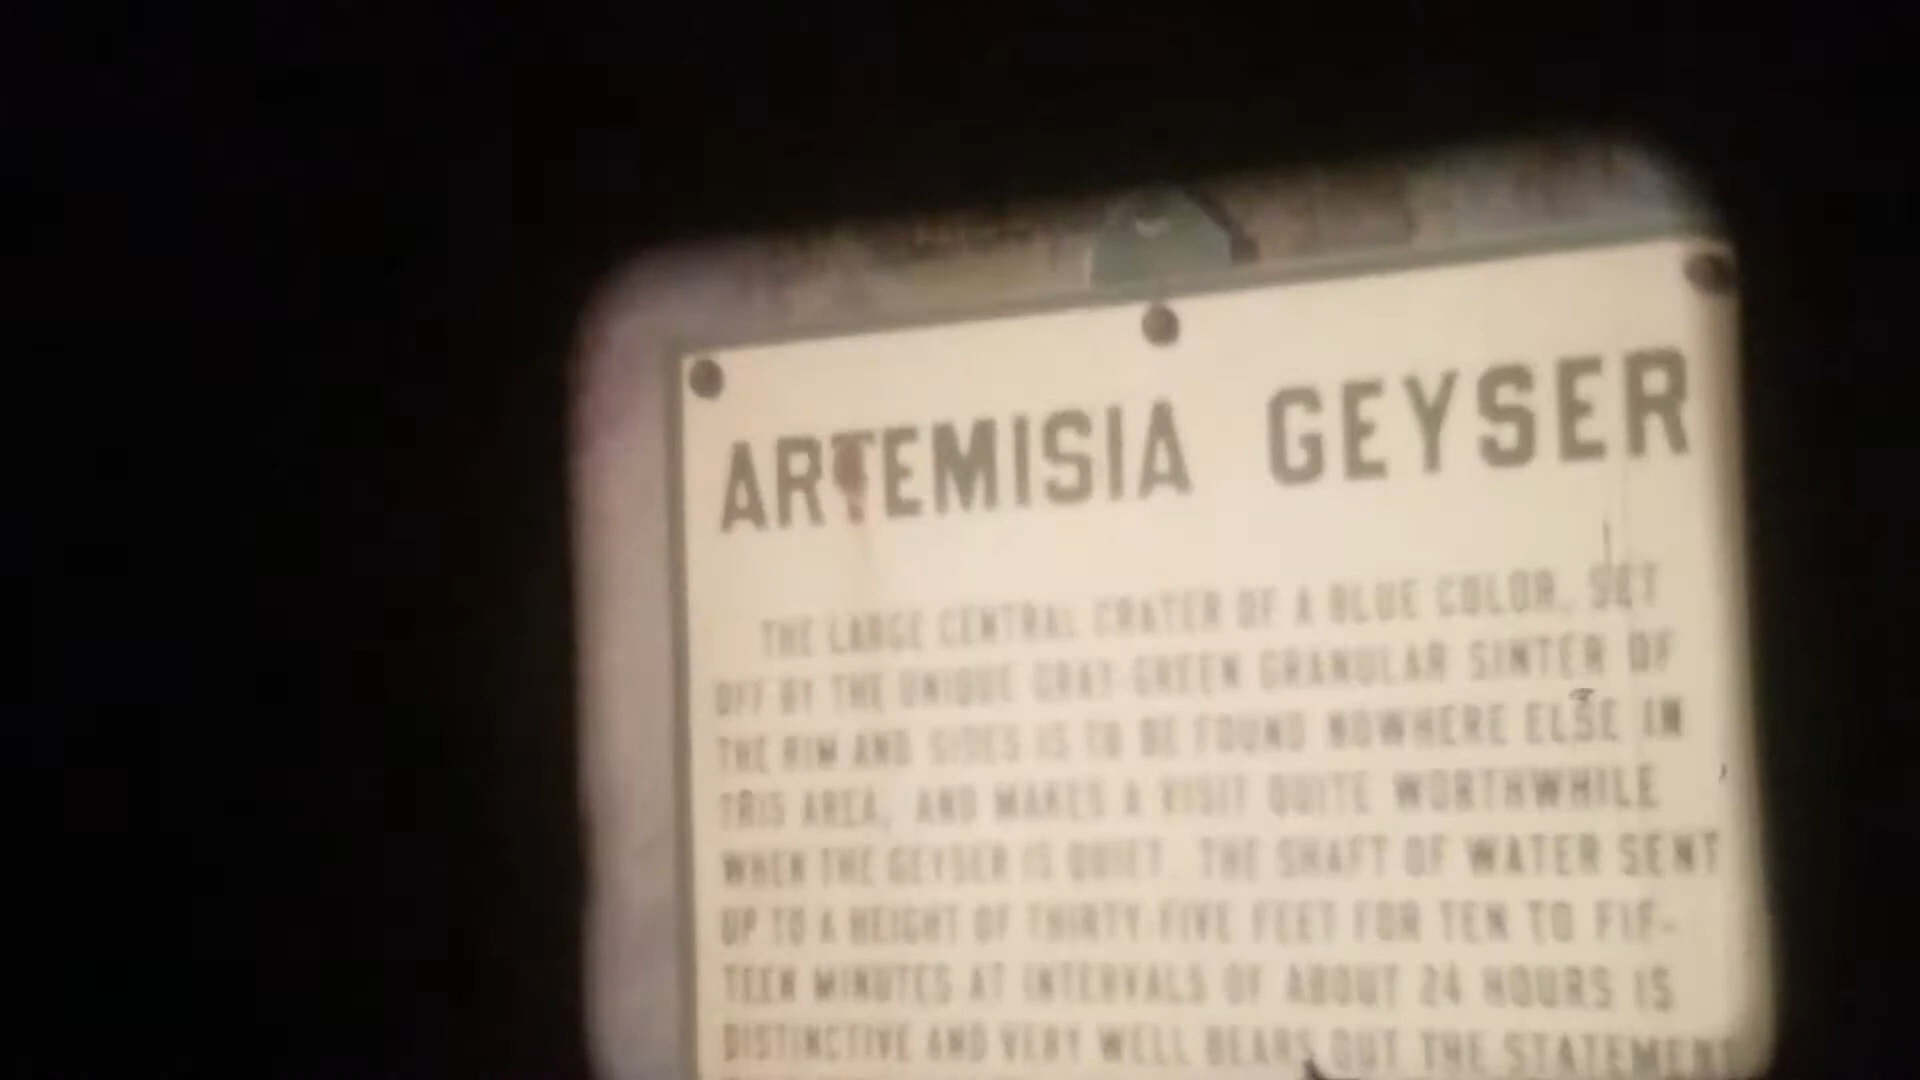 ARTEMISIA GEYSER
THE LARGE CENTRAL CRATER OF A BLUE COLOR, SET
OFF BY THE UNIQUE GRAY-GREEN GRANULAR SINTER OF
THE RIM AND SIDES IS TO BE FOUND NOWHERE ELSE IN
THIS AREA, AND MAKES A VISIT QUITE WORTHWHILE
WHEN THE GEYSER IS QUIET. THE SHAFT OF WATER SENT
UP TO A HEIGHT OF THIRTY-FIVE FEET FOR TEN TO FIF-
TEEN MINUTES AT INTERVALS OF ABOUT 24 HOURS IS
DISTINCTIVE AND VERY WELL BEARS OUT THE STATEMENT